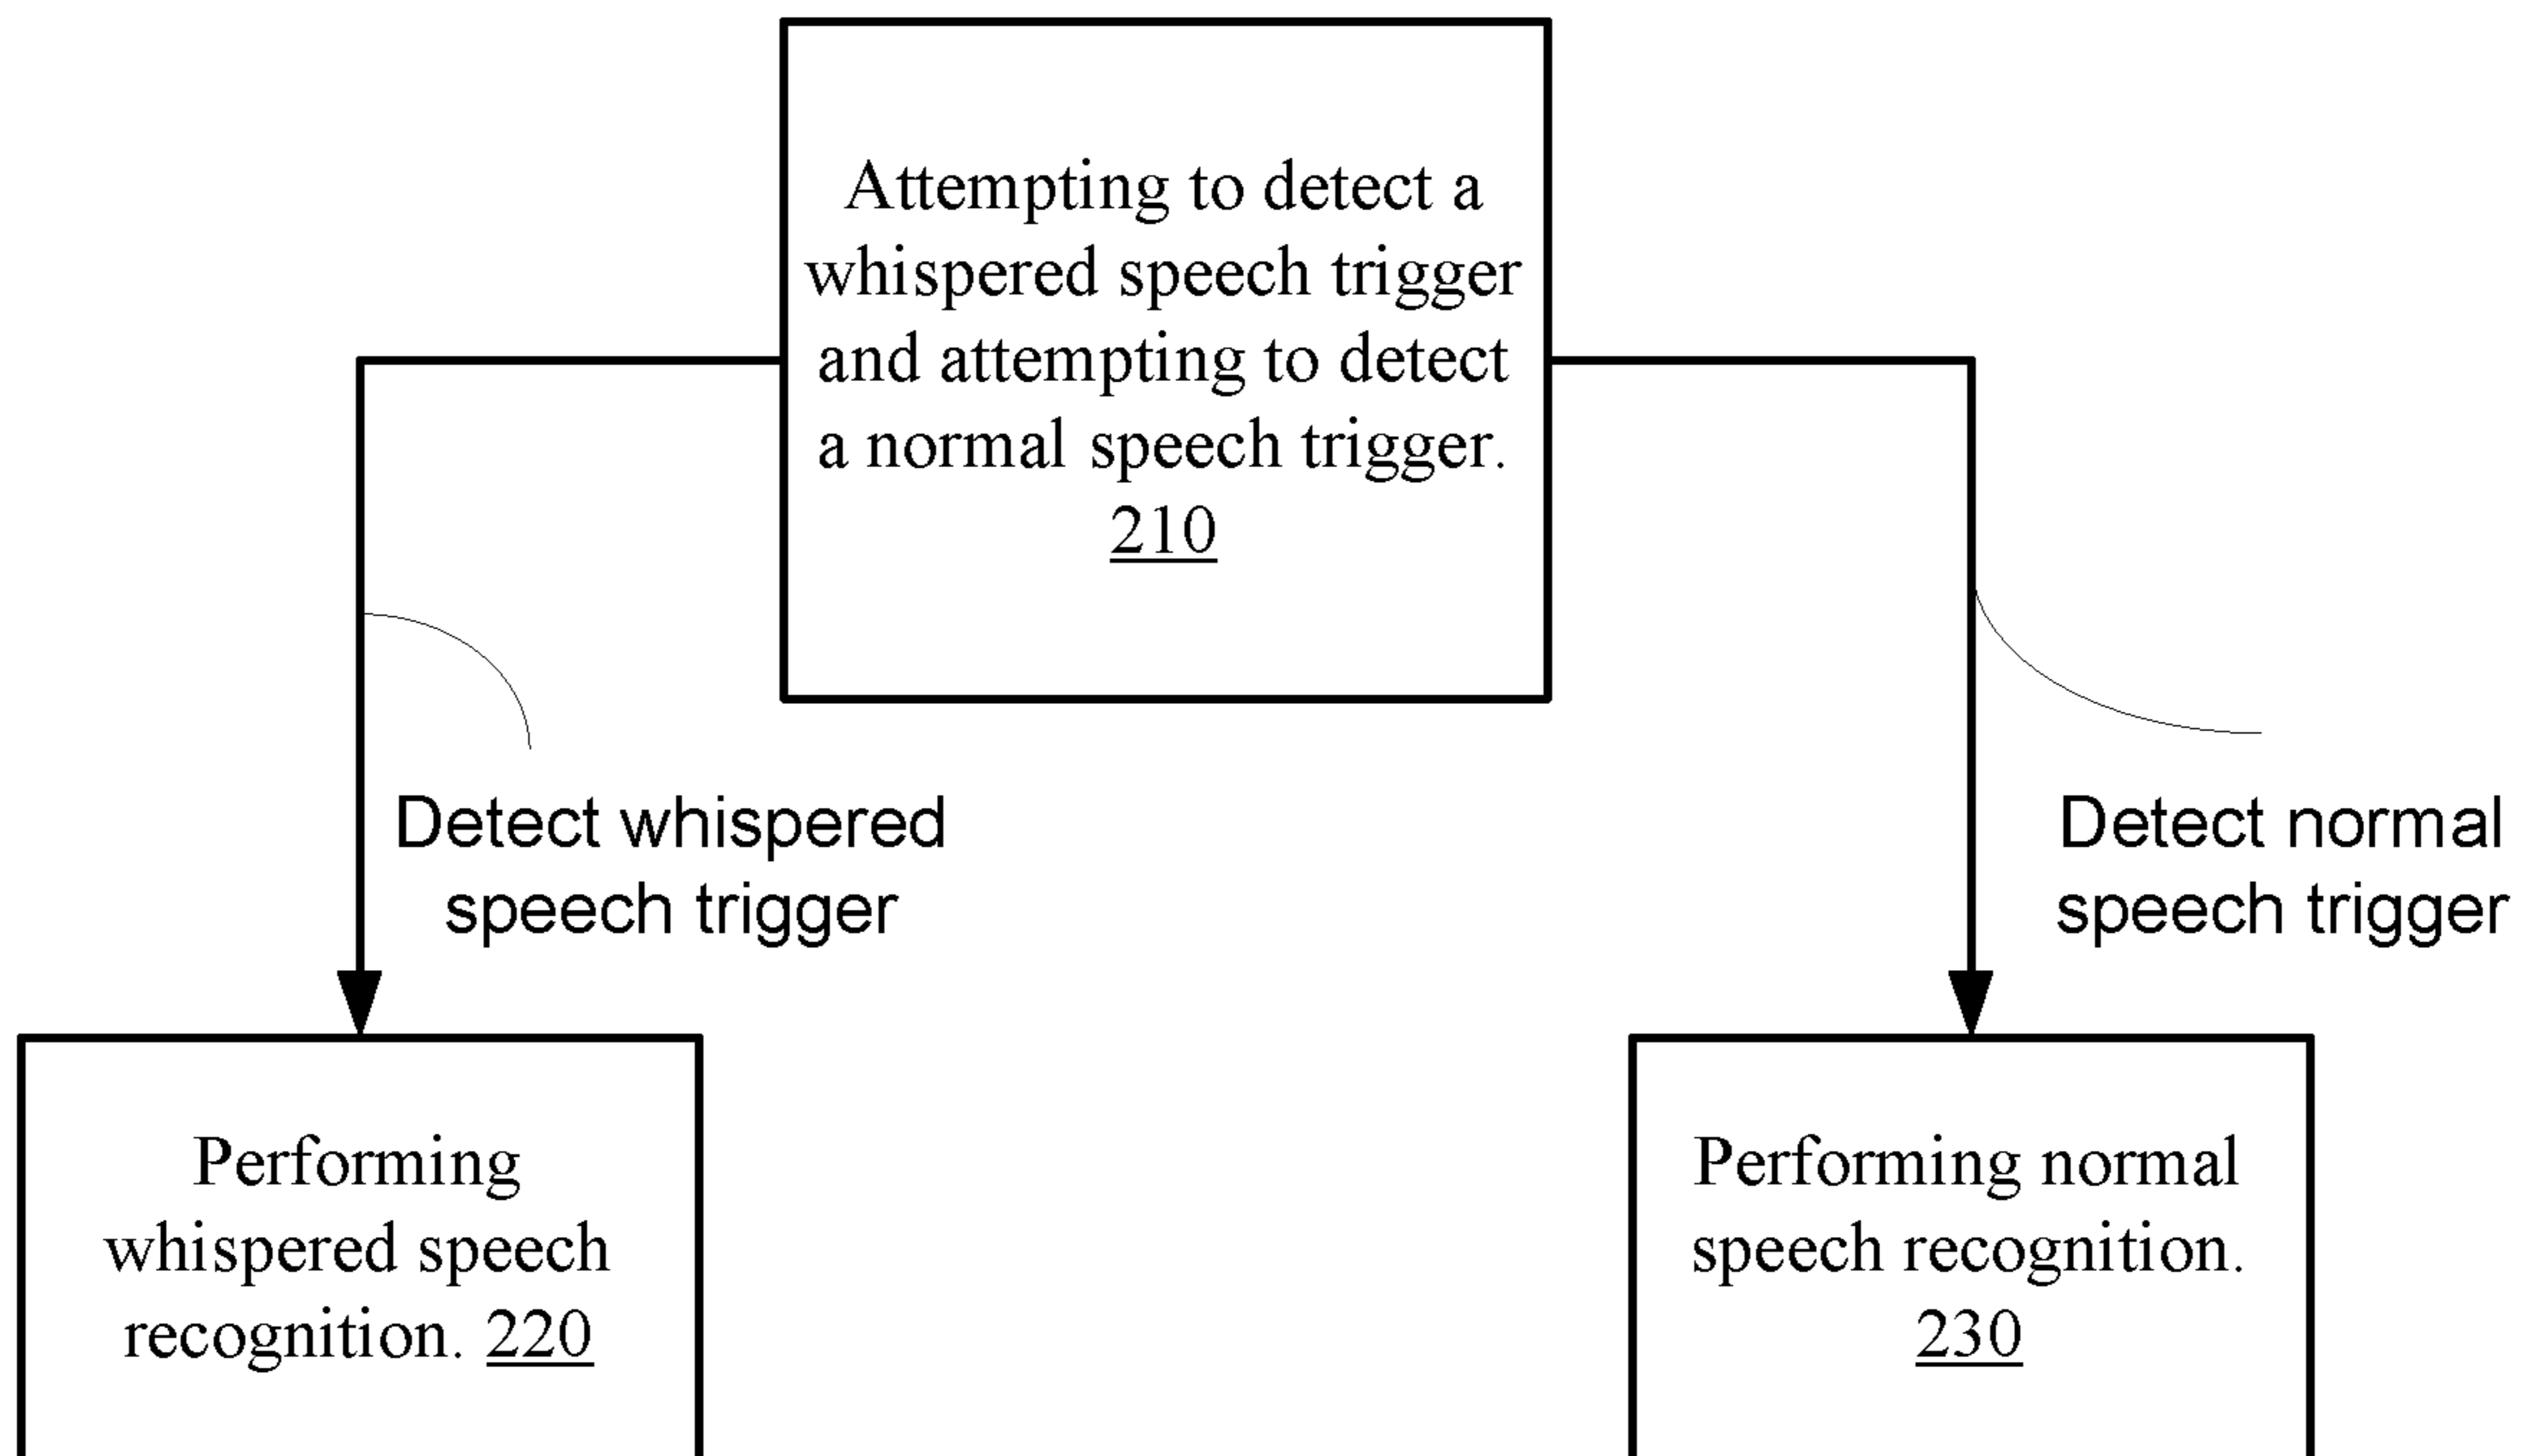 Attempting to detect a
whispered speech trigger
and attempting to detect
a normal speech trigger.
210
Detect whispered
speech trigger
Detect normal
speech trigger
Performing
whispered speech
recognition. 220
Performing normal
speech recognition.
230